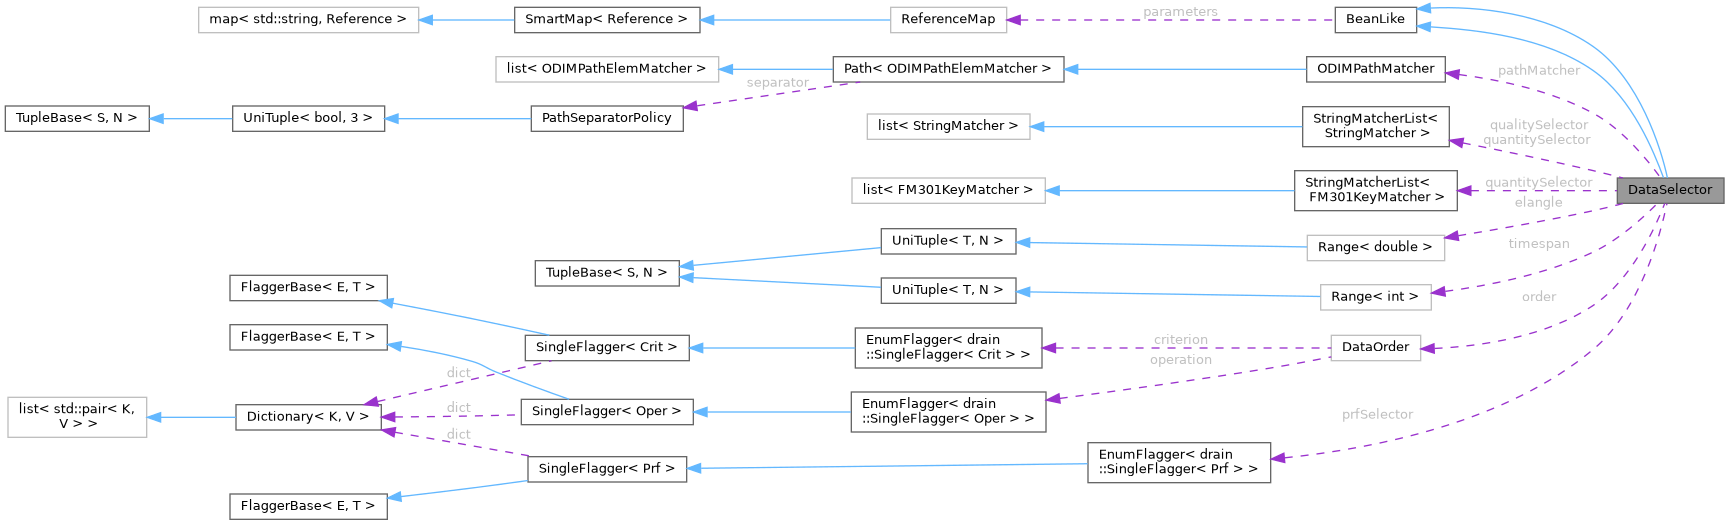 map< std::string, Reference >
SmartMap< Reference >
ReferenceMap
parameters
BeanLike
list< ODIMPathElemMatcher >
Path< ODIMPathElemMatcher >
ODIMPathMatcher
pathMatcher
separator
TupleBase< S, N >
UniTuple< bool, 3 >
PathSeparatorPolicy
list< StringMatcher >
StringMatcherList<
StringMatcher >
qualitySelector
quantitySelector
list< FM301KeyMatcher >
StringMatcherList<
FM301KeyMatcher >
quantitySelector
DataSelector
elangle
UniTuple< T, N >
Range< double >
timespan
TupleBase< S, N >
UniTuple< T, N >
Range< int >
order
FlaggerBase< E, T >
FlaggerBase< E, T >
SingleFlagger< Crit >
EnumFlagger< drain
::SingleFlagger< Crit > >
criterion
operation
DataOrder
dict
list< std::pair< K,
V > >
Dictionary< K, V >
dict
SingleFlagger< Oper >
EnumFlagger< drain
::SingleFlagger< Oper > >
prfSelector
dict
SingleFlagger< Prf >
EnumFlagger< drain
::SingleFlagger< Prf > >
FlaggerBase< E, T >